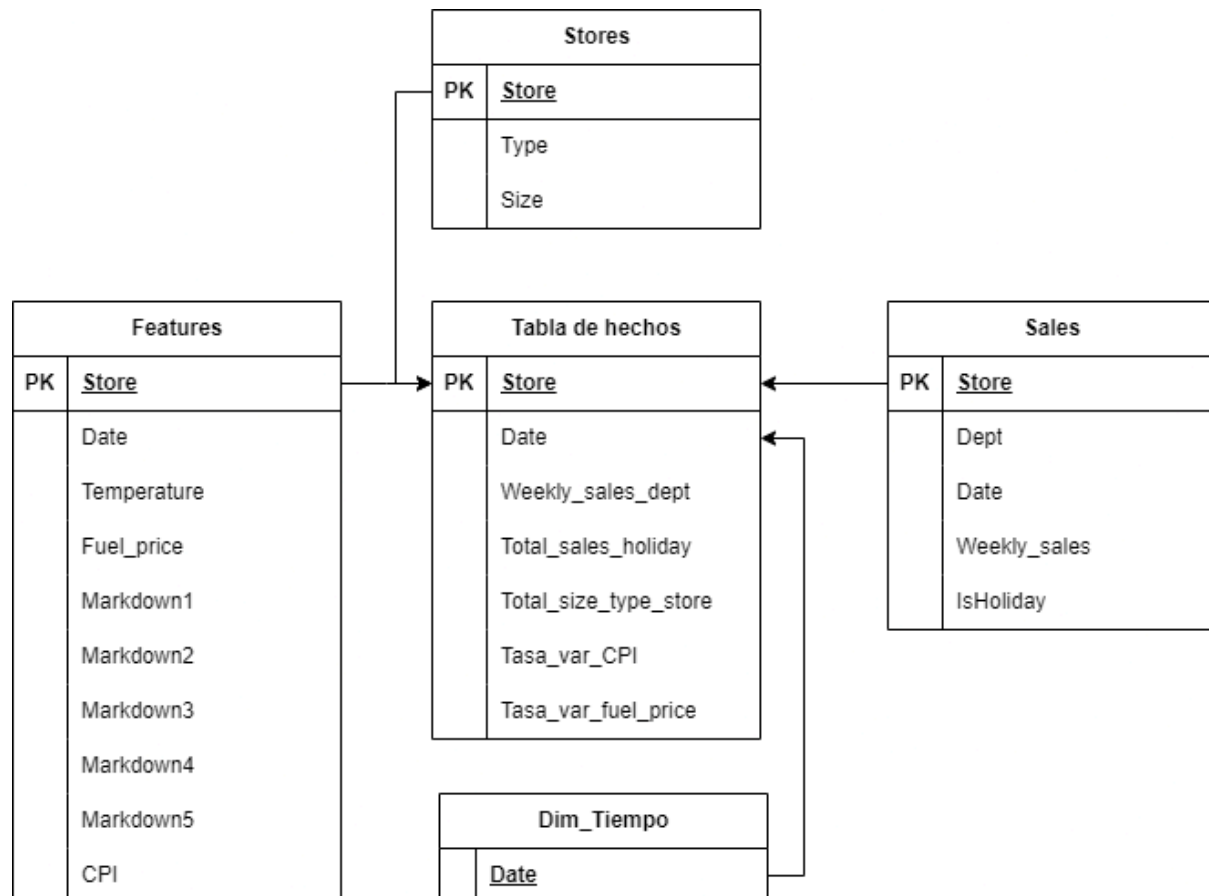 Stores
PK Store
Type
Size
Features
PK Store
Date
Temperature
Fuel_price
Markdown1
Markdown2
Markdown3
Markdown4
Markdown5
CPI
Tabla de hechos
PK Store
Date
Weekly_sales_dept
Total_sales_holiday
Total_size_type_store
Tasa_var_CPI
Tasa_var_fuel_price
Sales
PK Store
Dept
Date
Weekly_sales
IsHoliday
Dim_Tiempo
Date